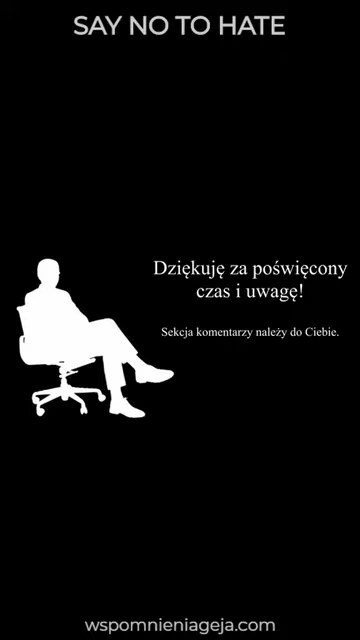 SAY NO TO HATE
Dziękuję za poświęcony
czas i uwagę!
Sekcja komentarzy należy do Ciebie.
wspomnieniageja.com